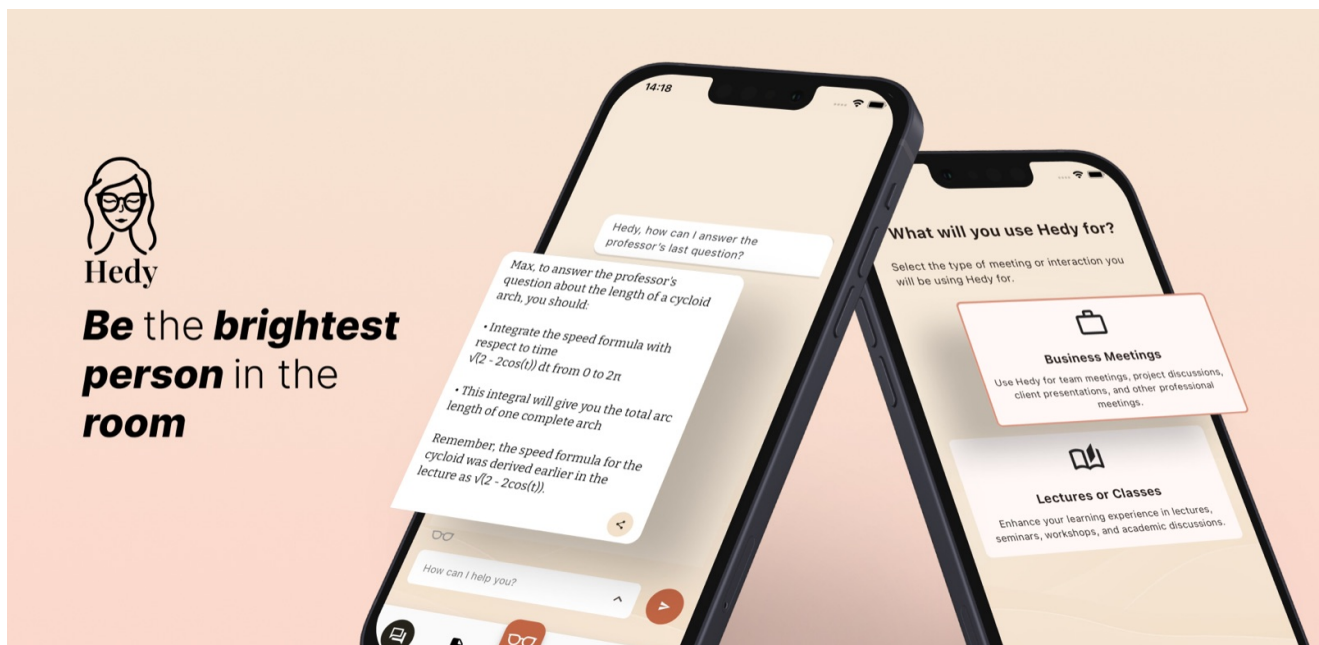 Hedy
Be the brightest
person in the
room
14:18
Hedy, how can I answer the
professor's last question?
Max, to answer the professor's
question about the length of a cycloid
arch, you should:
• Integrate the speed formula with
respect to time
√(2 - 2cos(t)) dt from 0 to 2π
• This integral will give you the total arc
length of one complete arch
Remember, the speed formula for the
cycloid was derived earlier in the
lecture as √(2 - 2cos(t)).
How can I help you?
What will you use Hedy for?
Select the type of meeting or interaction you
will be using Hedy for.
Business Meetings
Use Hedy for team meetings, project discussions,
client presentations, and other professional
meetings.
Lectures or Classes
Enhance your learning experience in lectures,
seminars, workshops, and academic discussions.